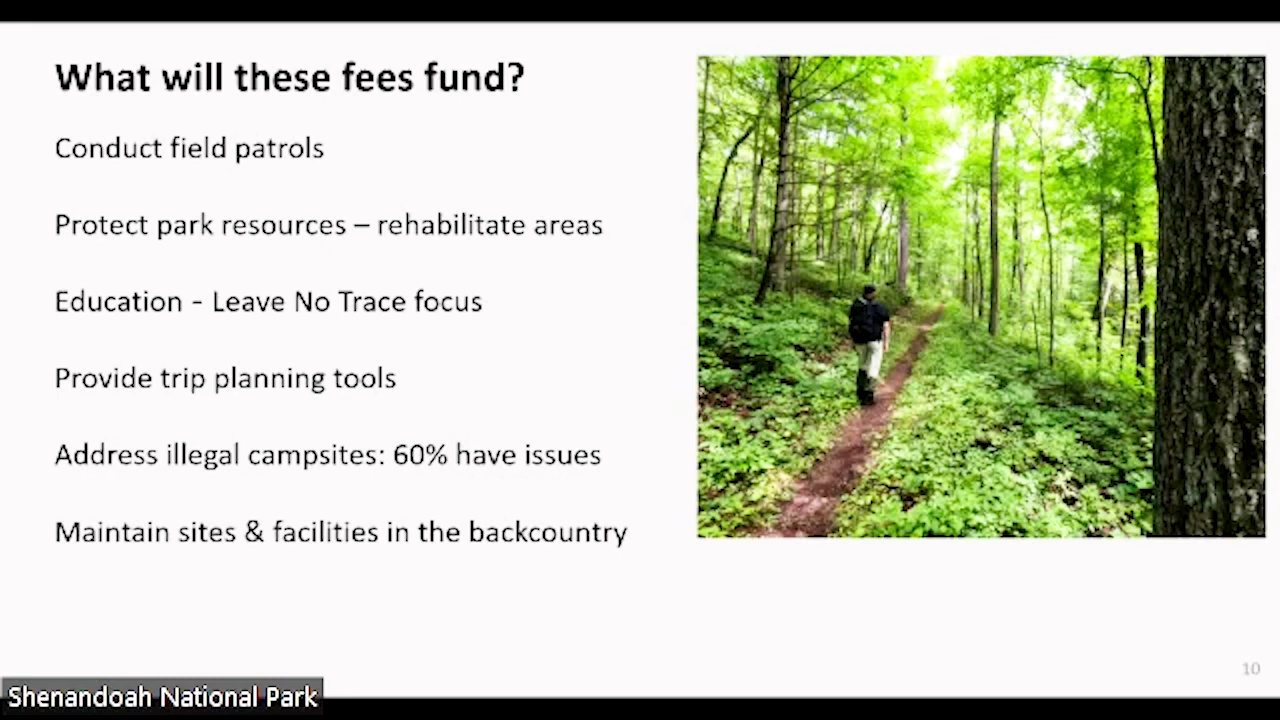 What will these fees fund?
Conduct field patrols
Protect park resources – rehabilitate areas
Education - Leave No Trace focus
Provide trip planning tools
Address illegal campsites: 60% have issues
Maintain sites & facilities in the backcountry
10
Shenandoah National Park